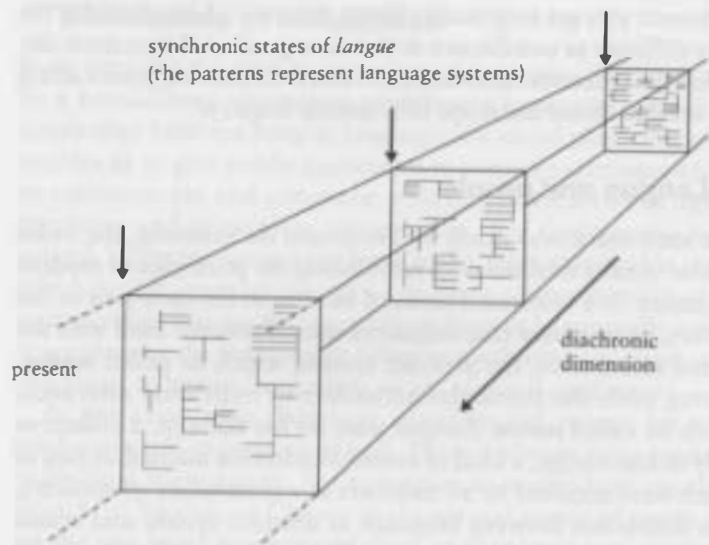 synchronic states of langue
(the patterns represent language systems)
present
diachronic
dimension